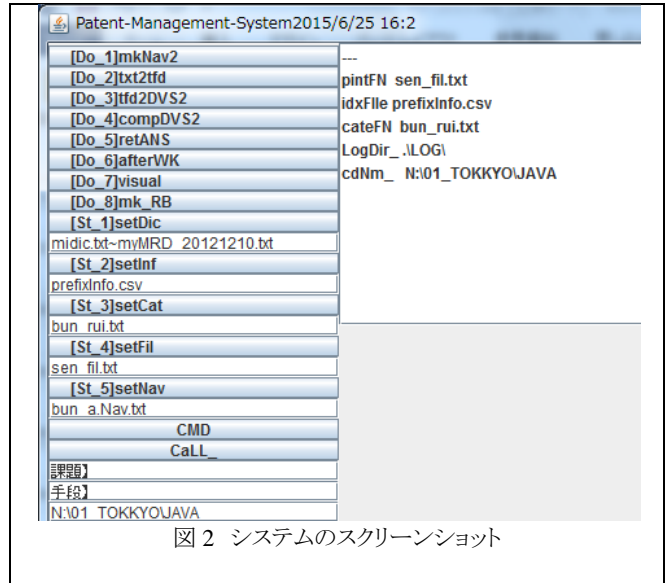 Patent-Management-System2015/6/25 16:2
[Do_1]mkNav2
[Do_2]txt2tfd
[Do_3]tfd2DVS2
[Do_4]compDVS2
[Do_5]retANS
[Do_6]afterWK
[Do_7]visual
[Do_8]mk_RB
[St_1]setDic
midic.txt~myMRD_20121210.txt
[St_2]setInf
prefixInfo.csv
[St_3]setCat
bun_rui.txt
[St_4]setFil
sen_fil.txt
[St_5]setNav
bun_a.Nav.txt
CMD
CaLL_
課題】
手段】
N:\01_TOKKYO\JAVA
---
pintFN sen_fil.txt
idxFIle prefixInfo.csv
cateFN bun_rui.txt
LogDir_ .\LOG\
cdNm_ N:\01_TOKKYO\JAVA
図 2 システムのスクリーンショット